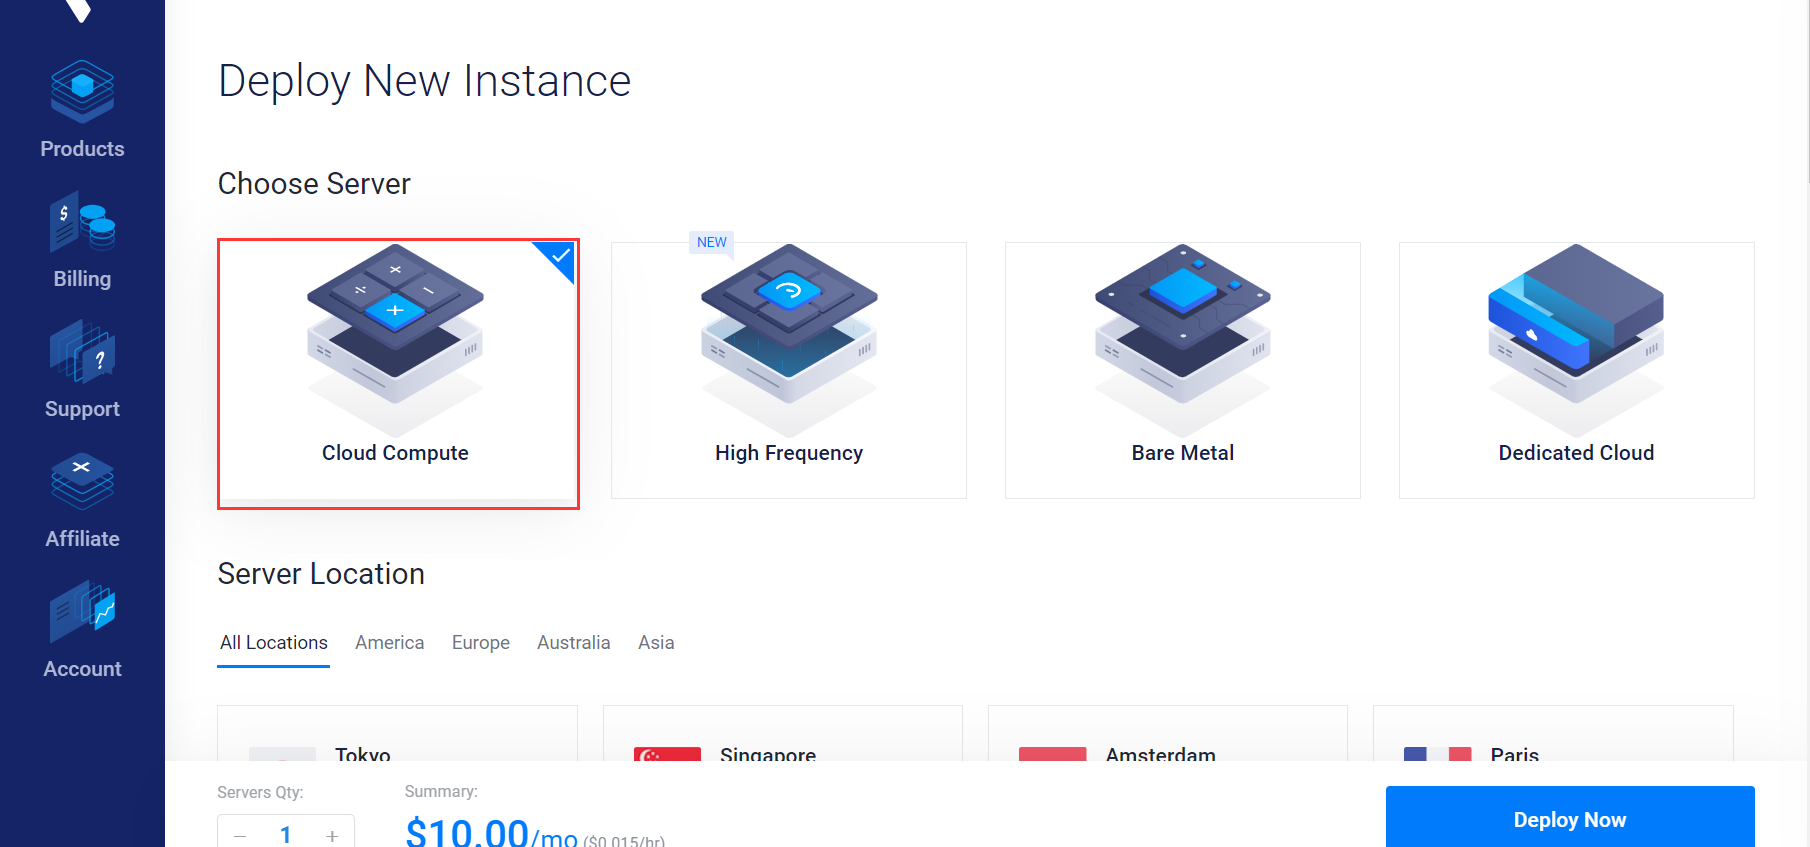 Deploy New Instance
Products
Choose Server
Billing
NEW
Support
Cloud Compute
High Frequency
Bare Metal
Dedicated Cloud
Affiliate
Server Location
All Locations America Europe Australia Asia
Account
Tokyo
Singapore
Amsterdam
Paris
Servers Qty:
Summary:
1
$10.00/mo ($0.015/hr)
Deploy Now